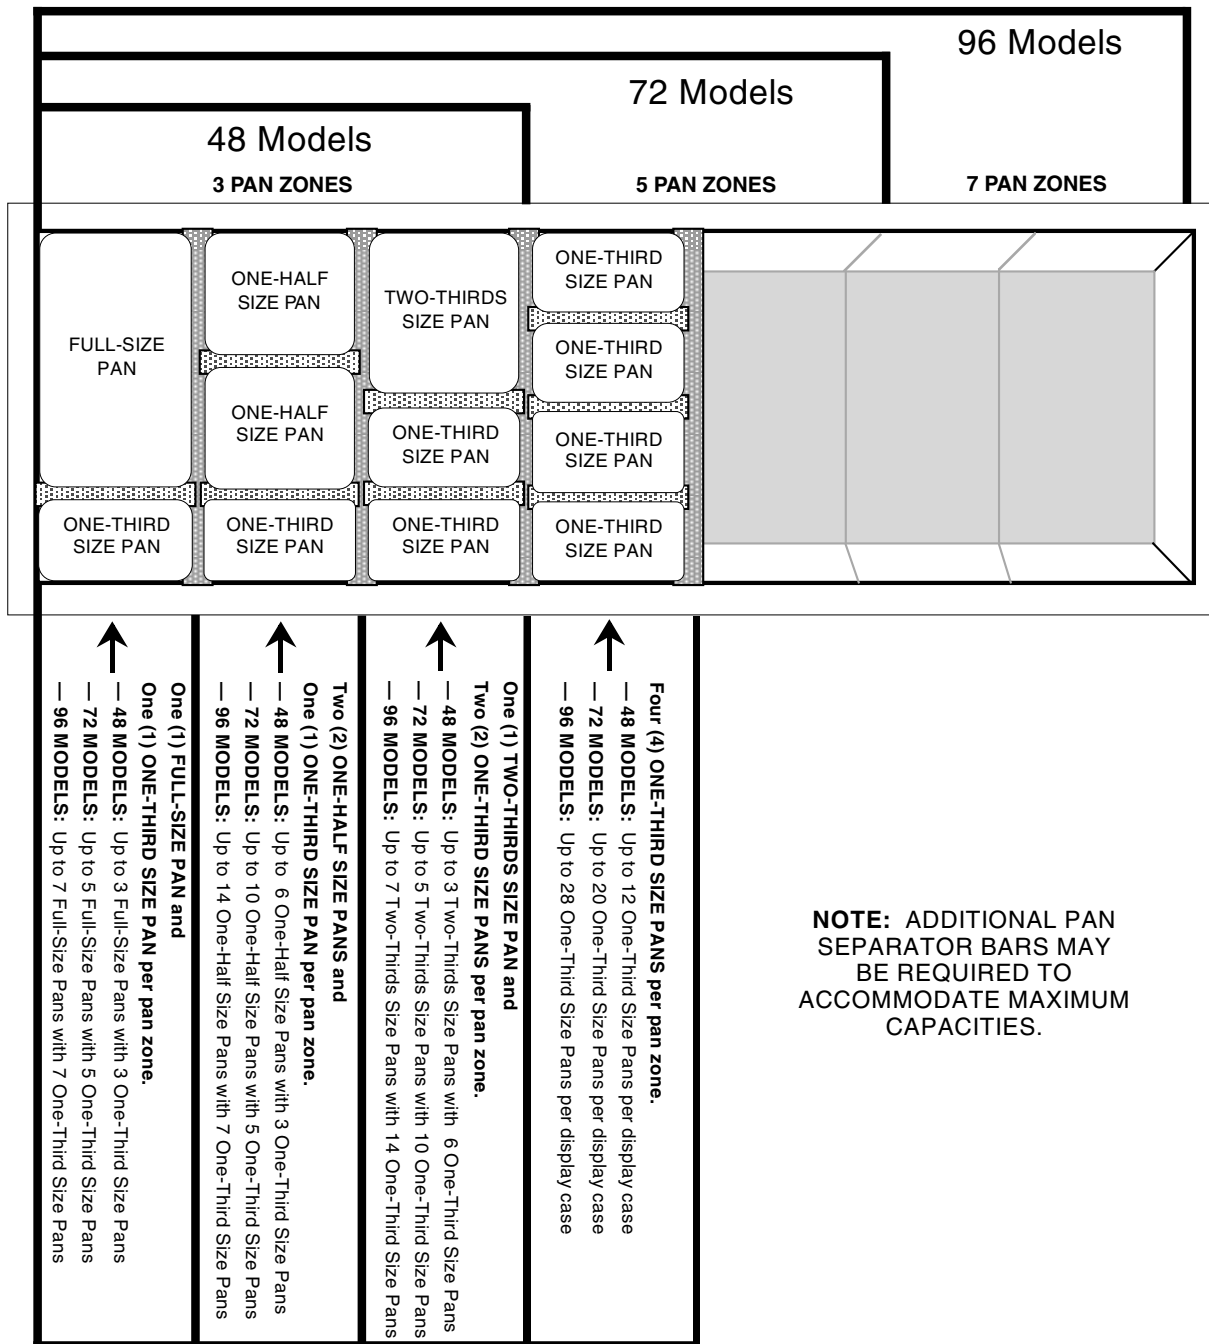 96 Models
72 Models
48 Models
3 PAN ZONES
5 PAN ZONES
7 PAN ZONES
FULL-SIZE
PAN
ONE-THIRD
SIZE PAN
ONE-HALF
SIZE PAN
ONE-HALF
SIZE PAN
ONE-THIRD
SIZE PAN
TWO-THIRDS
SIZE PAN
ONE-THIRD
SIZE PAN
ONE-THIRD
SIZE PAN
ONE-THIRD
SIZE PAN
ONE-THIRD
SIZE PAN
ONE-THIRD
SIZE PAN
ONE-THIRD
SIZE PAN
One (1) FULL-SIZE PAN and
One (1) ONE-THIRD SIZE PAN per pan zone.
— 48 MODELS: Up to 3 Full-Size Pans with 3 One-Third Size Pans
— 72 MODELS: Up to 5 Full-Size Pans with 5 One-Third Size Pans
— 96 MODELS: Up to 7 Full-Size Pans with 7 One-Third Size Pans
Two (2) ONE-HALF SIZE PANS and
One (1) ONE-THIRD SIZE PAN per pan zone.
— 48 MODELS: Up to 6 One-Half Size Pans with 3 One-Third Size Pans
— 72 MODELS: Up to 10 One-Half Size Pans with 5 One-Third Size Pans
— 96 MODELS: Up to 14 One-Half Size Pans with 7 One-Third Size Pans
One (1) TWO-THIRDS SIZE PAN and
Two (2) ONE-THIRD SIZE PANS per pan zone.
— 48 MODELS: Up to 3 Two-Thirds Size Pans with 6 One-Third Size Pans
— 72 MODELS: Up to 5 Two-Thirds Size Pans with 10 One-Third Size Pans
— 96 MODELS: Up to 7 Two-Thirds Size Pans with 14 One-Third Size Pans
Four (4) ONE-THIRD SIZE PANS per pan zone.
— 48 MODELS: Up to 12 One-Third Size Pans per display case
— 72 MODELS: Up to 20 One-Third Size Pans per display case
— 96 MODELS: Up to 28 One-Third Size Pans per display case
NOTE: ADDITIONAL PAN
SEPARATOR BARS MAY
BE REQUIRED TO
ACCOMMODATE MAXIMUM
CAPACITIES.